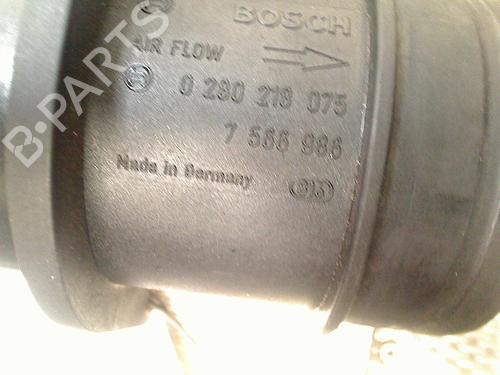 BOSCH
AIR FLOW
0 280 218 075
7 566 986
Made in Germany
B-PARTS